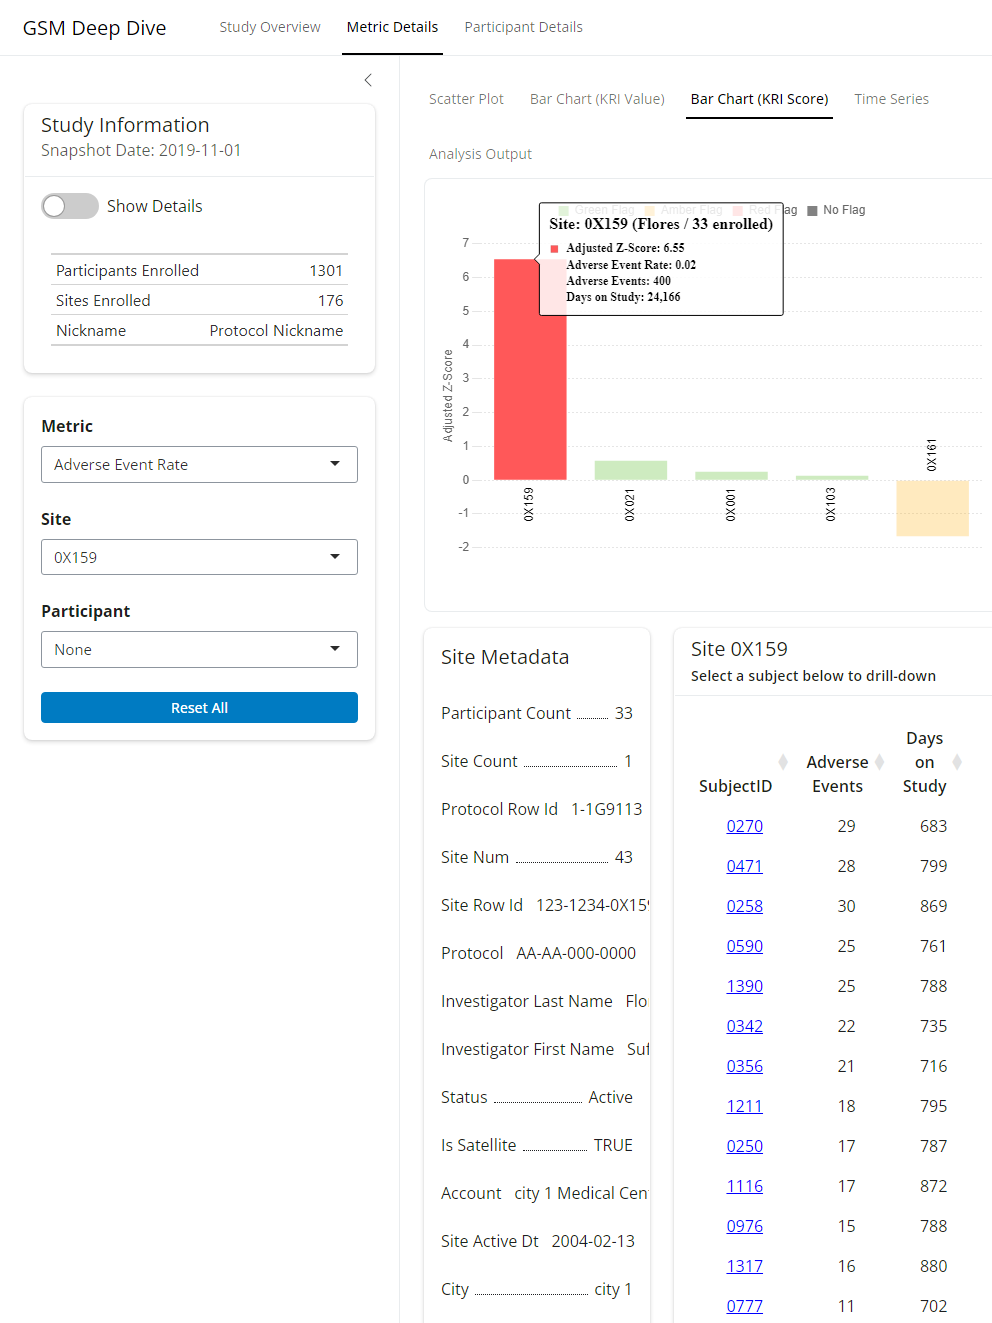 GSM Deep Dive
Study Overview
Metric Details
Participant Details
Study Information
Snapshot Date: 2019-11-01
Show Details
Participants Enrolled 1301
Sites Enrolled 176
Nickname Protocol Nickname
Metric
Adverse Event Rate
Site
0X159
Participant
None
Reset All
Scatter Plot
Bar Chart (KRI Value)
Bar Chart (KRI Score)
Time Series
Analysis Output
Green Flag Amber Flag Red Flag No Flag
Site: 0X159 (Flores / 33 enrolled)
Adjusted Z-Score: 6.55
Adverse Event Rate: 0.02
Adverse Events: 400
Days on Study: 24,166
Adjusted Z-Score
7
6
5
4
3
2
1
0
-1
-2
0X159
0X021
0X001
0X103
0X161
Site Metadata
Participant Count 33
Site Count 1
Protocol Row Id 1-1G9113
Site Num 43
Site Row Id 123-1234-0X159
Protocol AA-AA-000-0000
Investigator Last Name Flo
Investigator First Name Suf
Status Active
Is Satellite TRUE
Account city 1 Medical Cen
Site Active Dt 2004-02-13
City city 1
Site 0X159
Select a subject below to drill-down
SubjectID Adverse Events Days on Study
0270 29 683
0471 28 799
0258 30 869
0590 25 761
1390 25 788
0342 22 735
0356 21 716
1211 18 795
0250 17 787
1116 17 872
0976 15 788
1317 16 880
0777 11 702